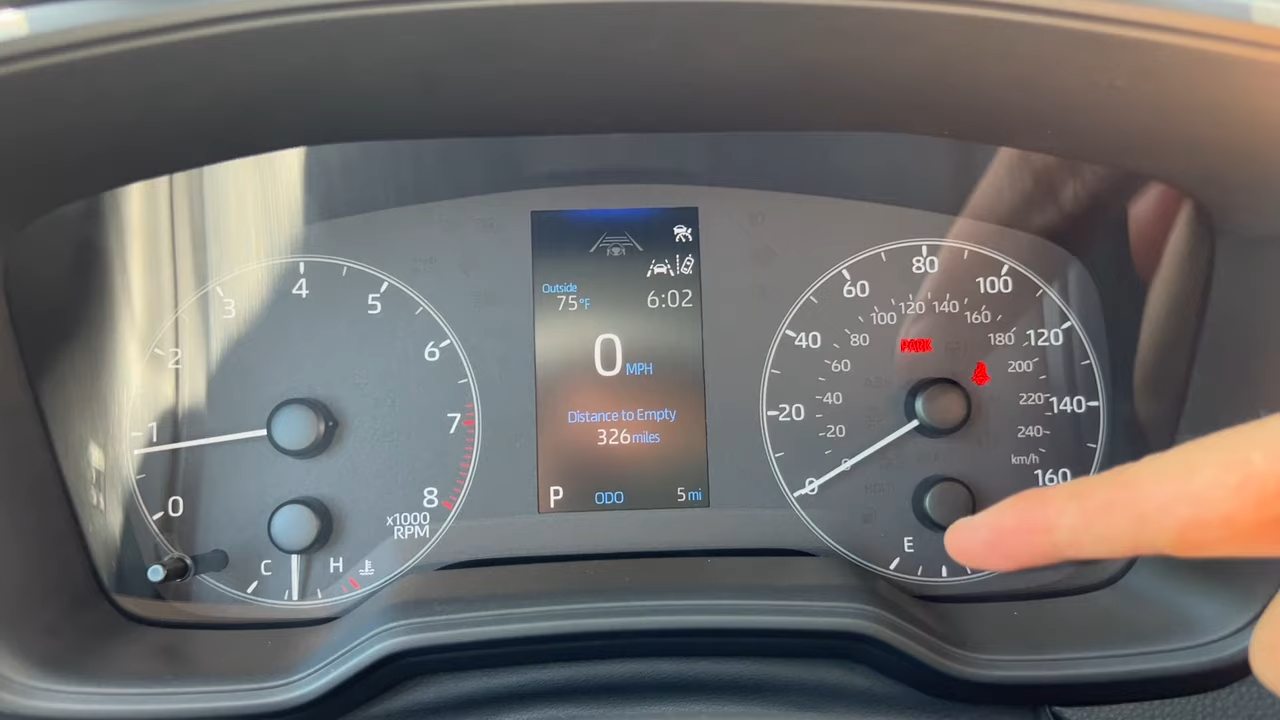 0
1
2
3
4
5
6
7
8
x1000
RPM
C
H
Outside
75°F
6:02
0 MPH
Distance to Empty
326 miles
P ODO 5 mi
0
20
40
60
80
100
120
140
160
20
40
60
80
100
120
140
160
180
200
220
240
km/h
PARK
E